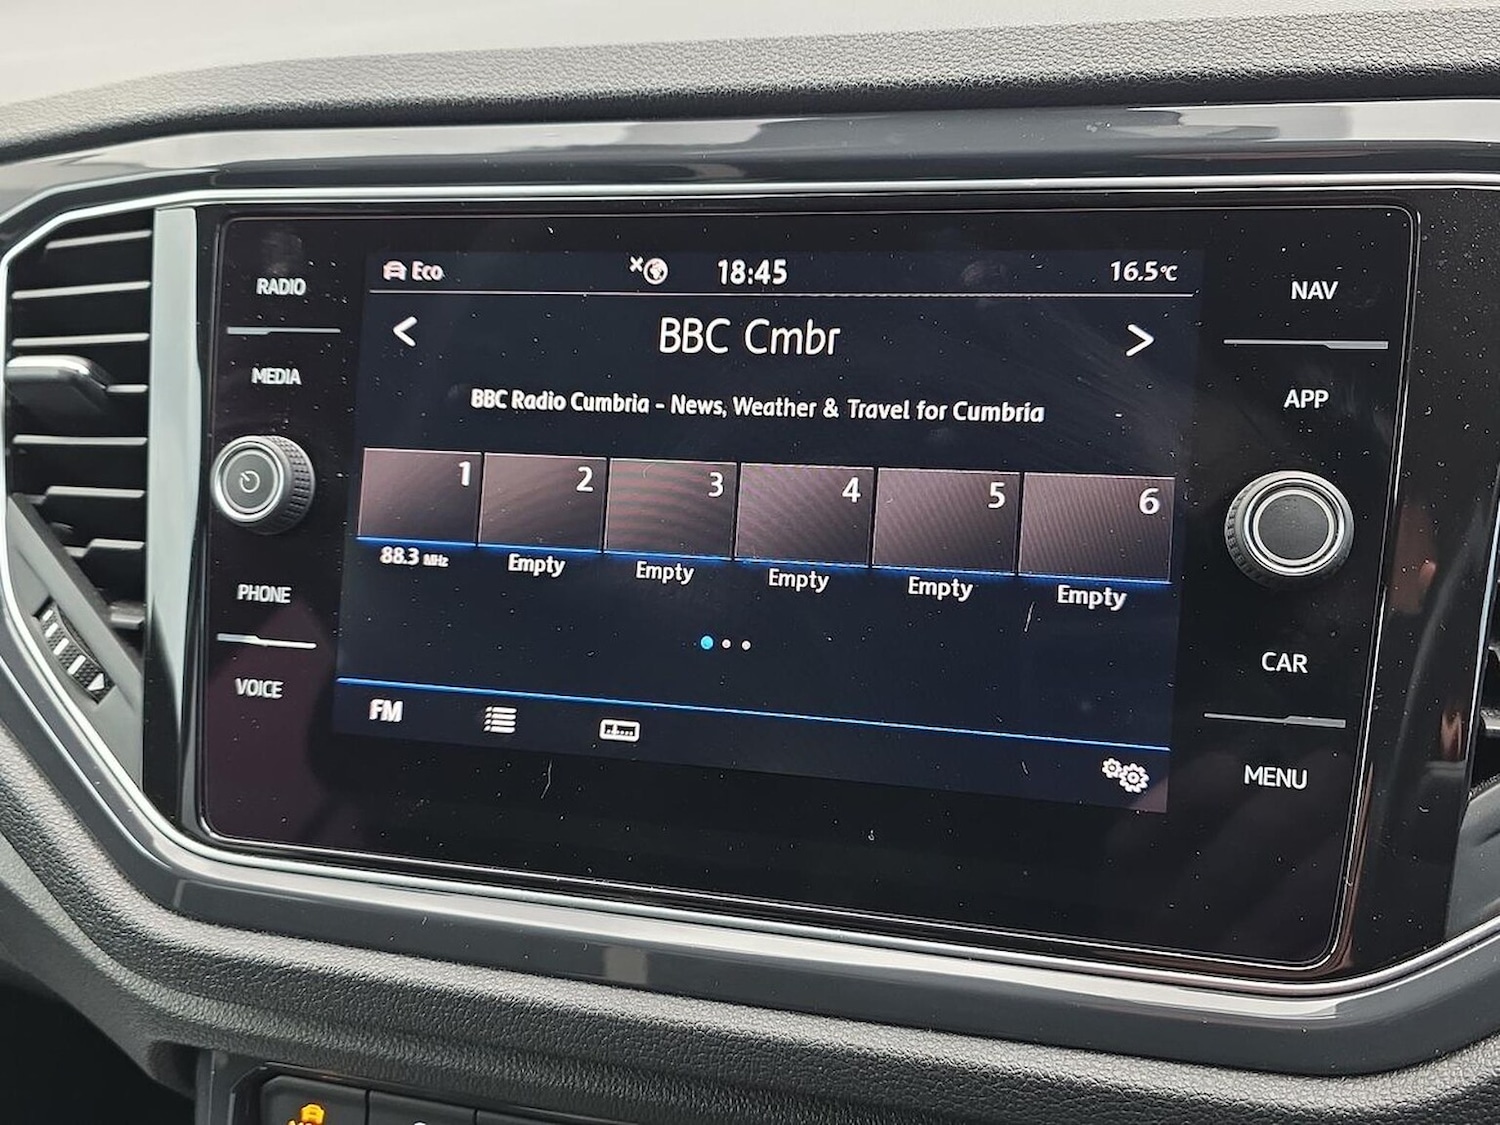 RADIO
MEDIA
PHONE
VOICE
Eco 18:45 16.5°C
< BBC Cmbr >
BBC Radio Cumbria - News, Weather & Travel for Cumbria
1 2 3 4 5 6
88.3 MHz Empty Empty Empty Empty Empty
FM
NAV
APP
CAR
MENU